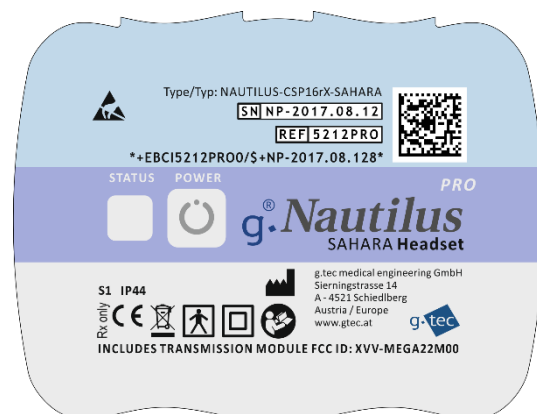 Type/Typ: NAUTILUS-CSP16rX-SAHARA
SN NP-2017.08.12
REF 5212PRO
*+EBCI5212PRO0/$+NP-2017.08.128*
STATUS POWER
PRO
g.®Nautilus
SAHARA Headset
g.tec medical engineering GmbH
Sierningstrasse 14
A - 4521 Schiedlberg
Austria / Europe
www.gtec.at
S1 IP44
Rx only
CE
g.tec
INCLUDES TRANSMISSION MODULE FCC ID: XVV-MEGA22M00